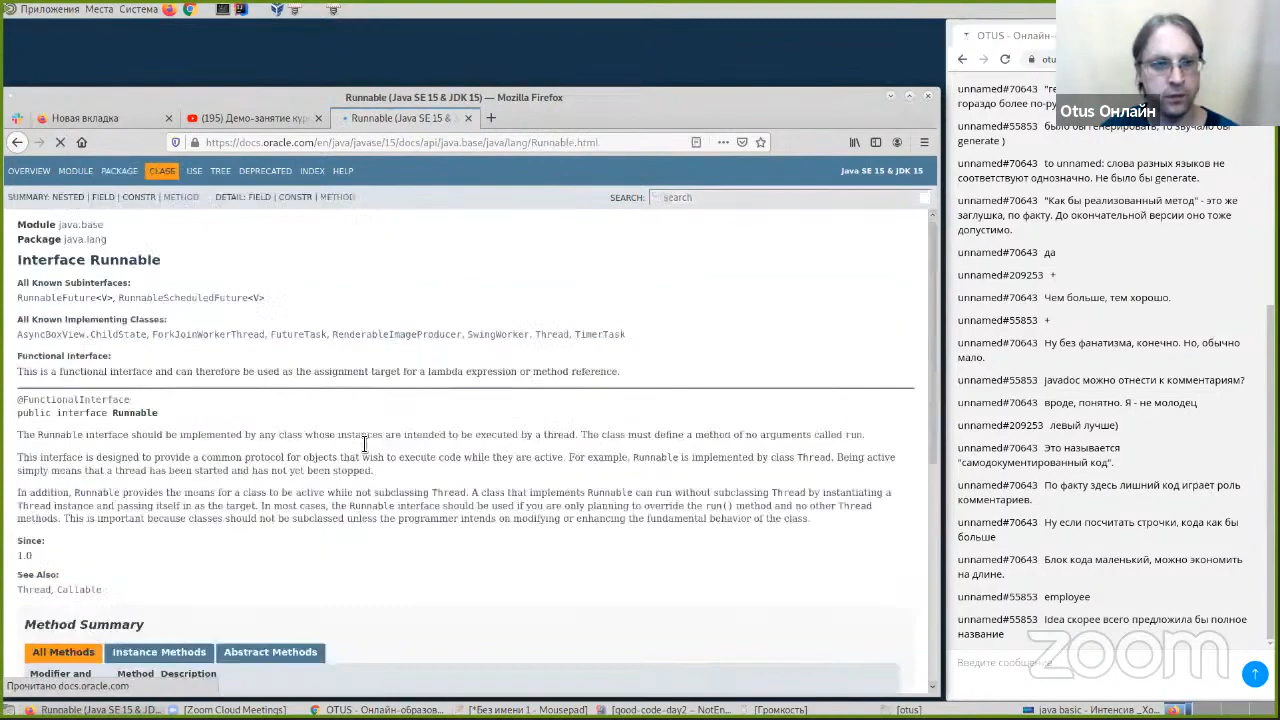 Приложения Места Система
Runnable (Java SE 15 & JDK 15) — Mozilla Firefox
Новая вкладка
(195) Демо-занятие кур
Runnable (Java SE 15 & J
https://docs.oracle.com/en/java/javase/15/docs/api/java.base/java/lang/Runnable.html
OVERVIEW MODULE PACKAGE CLASS USE TREE DEPRECATED INDEX HELP
Java SE 15 & JDK 15
SUMMARY: NESTED | FIELD | CONSTR | METHOD DETAIL: FIELD | CONSTR | METHOD
SEARCH: Search
Module java.base
Package java.lang
Interface Runnable
All Known Subinterfaces:
RunnableFuture<V>, RunnableScheduledFuture<V>
All Known Implementing Classes:
AsyncBoxView.ChildState, ForkJoinWorkerThread, FutureTask, RenderableImageProducer, SwingWorker, Thread, TimerTask
Functional Interface:
This is a functional interface and can therefore be used as the assignment target for a lambda expression or method reference.
@FunctionalInterface
public interface Runnable
The Runnable interface should be implemented by any class whose instances are intended to be executed by a thread. The class must define a method of no arguments called run.
This interface is designed to provide a common protocol for objects that wish to execute code while they are active. For example, Runnable is implemented by class Thread. Being active
simply means that a thread has been started and has not yet been stopped.
In addition, Runnable provides the means for a class to be active while not subclassing Thread. A class that implements Runnable can run without subclassing Thread by instantiating a
Thread instance and passing itself in as the target. In most cases, the Runnable interface should be used if you are only planning to override the run() method and no other Thread
methods. This is important because classes should not be subclassed unless the programmer intends on modifying or enhancing the fundamental behavior of the class.
Since:
1.0
See Also:
Thread, Callable
Method Summary
All Methods Instance Methods Abstract Methods
Modifier and Method Description
Прочитано docs.oracle.com
OTUS - Онлайн-
otu
Otus Онлайн
гораздо более по-ру
unnamed#55853 было бы генерировать, то звучало бы
generate )
unnamed#70643 to unnamed: слова разных языков не
соответствуют однозначно. Не было бы generate.
unnamed#70643 "Как бы реализованный метод" - это же
заглушка, по факту. До окончательной версии оно тоже
допустимо.
unnamed#70643 да
unnamed#209253 +
unnamed#70643 Чем больше, тем хорошо.
unnamed#55853 +
unnamed#70643 Ну без фанатизма, конечно. Но, обычно
мало.
unnamed#55853 javadoc можно отнести к комментариям?
unnamed#70643 вроде, понятно. Я - не молодец
unnamed#209253 левый лучше)
unnamed#70643 Это называется
"самодокументированный код".
unnamed#70643 По факту здесь лишний код играет роль
комментариев.
unnamed#70643 Ну если посчитать строчки, кода как бы
больше
unnamed#70643 Блок кода маленький, можно экономить
на длине.
unnamed#55853 employee
unnamed#55853 Idea скорее всего предложила бы полное
название
Введите сообщение
zoom
Runnable (Java SE 15 & JD... [Zoom Cloud Meetings] OTUS - Онлайн-образов... [*Без имени 1 - Mousepad] [good-code-day2 – NotEn... [Громкость] [otus] java basic - Интенсив _Хо...